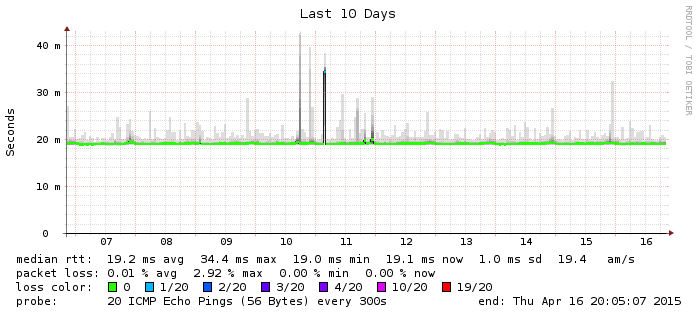 Last 10 Days
RRDTOOL / TOBI OETIKER
Seconds
40 m
30 m
20 m
10 m
0
07 08 09 10 11 12 13 14 15 16
median rtt: 19.2 ms avg 34.4 ms max 19.0 ms min 19.1 ms now 1.0 ms sd 19.4 am/s
packet loss: 0.01 % avg 2.92 % max 0.00 % min 0.00 % now
loss color: 0 1/20 2/20 3/20 4/20 10/20 19/20
probe: 20 ICMP Echo Pings (56 Bytes) every 300s end: Thu Apr 16 20:05:07 2015